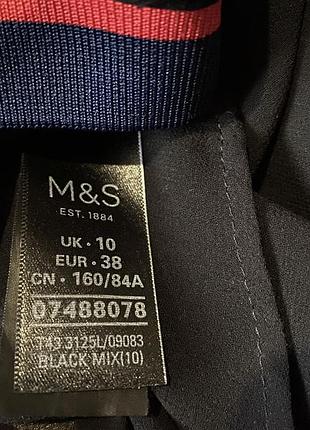 M&S
EST. 1884
UK • 10
EUR • 38
CN • 160/84A
07488078
T43 3125L/09083
BLACK MIX(10)